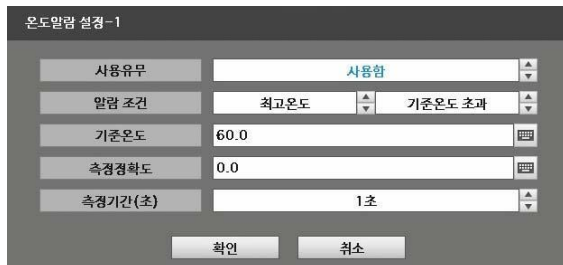 온도알람 설정-1
사용유무 사용함
알람 조건 최고온도 기준온도 초과
기준온도 60.0
측정정확도 0.0
측정기간(초) 1초
확인 취소